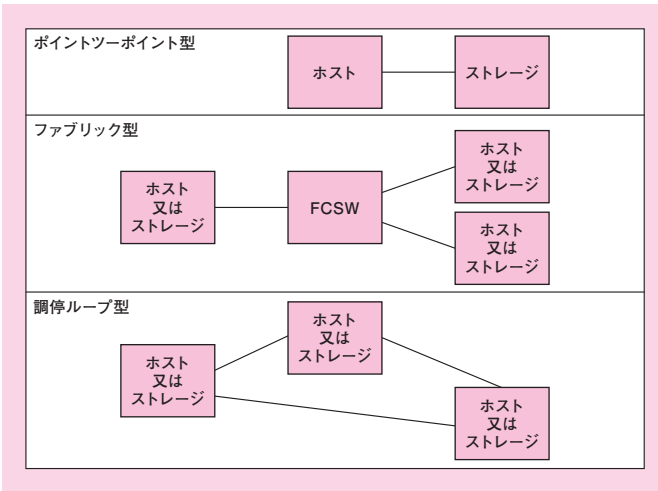 ポイントツーポイント型
ホスト
ストレージ
ファブリック型
ホスト
又は
ストレージ
FCSW
ホスト
又は
ストレージ
ホスト
又は
ストレージ
調停ループ型
ホスト
又は
ストレージ
ホスト
又は
ストレージ
ホスト
又は
ストレージ